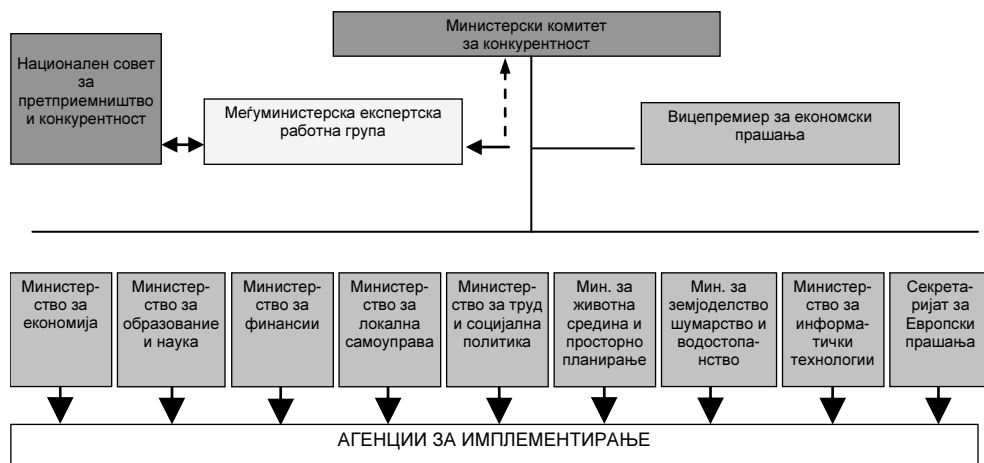 Министерски комитет
за конкурентност
Национален совет
за
претприемништво
и конкурентност
Меѓуминистерска експертска
работна група
Вицепремиер за економски
прашања
Министер-
ство за
економија
Министер-
ство за
образование
и наука
Министер-
ство за
финансии
Министер-
ство за
локална
самоуправа
Министер-
ство за труд
и социјална
политика
Мин. за
животна
средина и
просторно
планирање
Мин. за
земјоделство
шумарство и
водостопа-
нство
Министер-
ство за
информа-
тички
технологии
Секрета-
ријат за
Европски
прашања
АГЕНЦИИ ЗА ИМПЛЕМЕНТИРАЊЕ